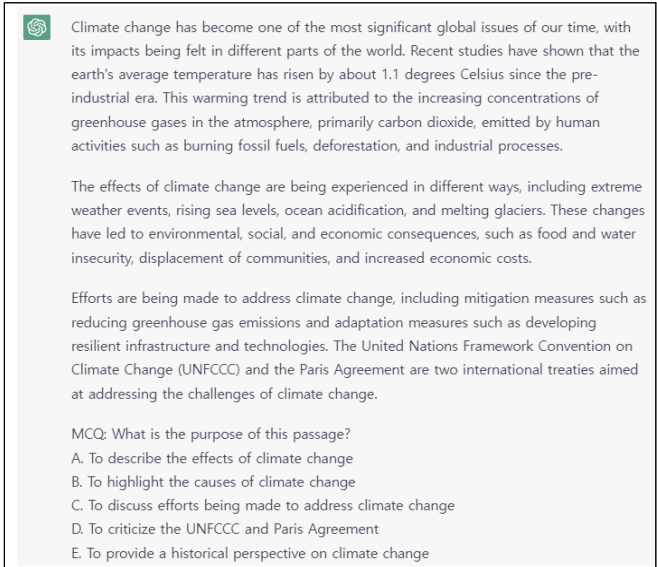 Climate change has become one of the most significant global issues of our time, with
its impacts being felt in different parts of the world. Recent studies have shown that the
earth's average temperature has risen by about 1.1 degrees Celsius since the pre-
industrial era. This warming trend is attributed to the increasing concentrations of
greenhouse gases in the atmosphere, primarily carbon dioxide, emitted by human
activities such as burning fossil fuels, deforestation, and industrial processes.
The effects of climate change are being experienced in different ways, including extreme
weather events, rising sea levels, ocean acidification, and melting glaciers. These changes
have led to environmental, social, and economic consequences, such as food and water
insecurity, displacement of communities, and increased economic costs.
Efforts are being made to address climate change, including mitigation measures such as
reducing greenhouse gas emissions and adaptation measures such as developing
resilient infrastructure and technologies. The United Nations Framework Convention on
Climate Change (UNFCCC) and the Paris Agreement are two international treaties aimed
at addressing the challenges of climate change.
MCQ: What is the purpose of this passage?
A. To describe the effects of climate change
B. To highlight the causes of climate change
C. To discuss efforts being made to address climate change
D. To criticize the UNFCCC and Paris Agreement
E. To provide a historical perspective on climate change